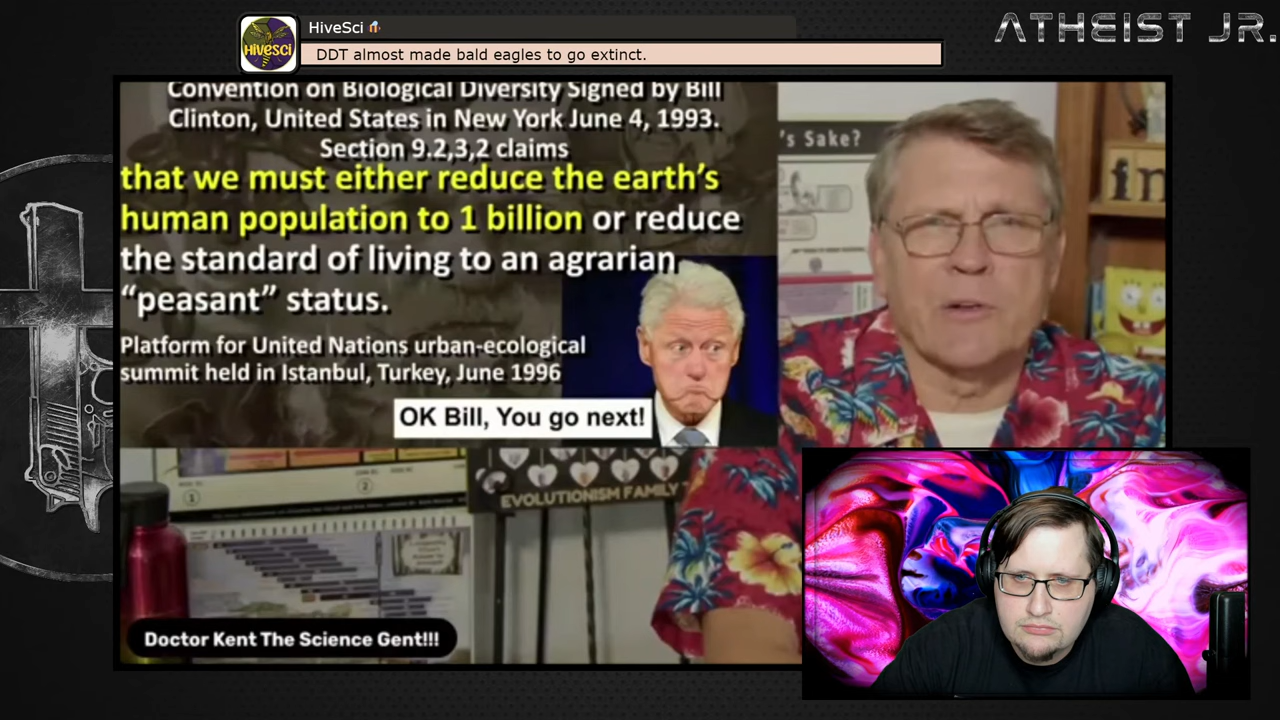 HiveSci
HIVESCI
DDT almost made bald eagles to go extinct.
ATHEIST JR.
Convention on Biological Diversity Signed by Bill
Clinton, United States in New York June 4, 1993.
Section 9.2,3,2 claims
that we must either reduce the earth's
human population to 1 billion or reduce
the standard of living to an agrarian
“peasant” status.
Platform for United Nations urban-ecological
summit held in Istanbul, Turkey, June 1996
OK Bill, You go next!
's Sake?
EVOLUTIONISM FAMILY
Doctor Kent The Science Gent!!!